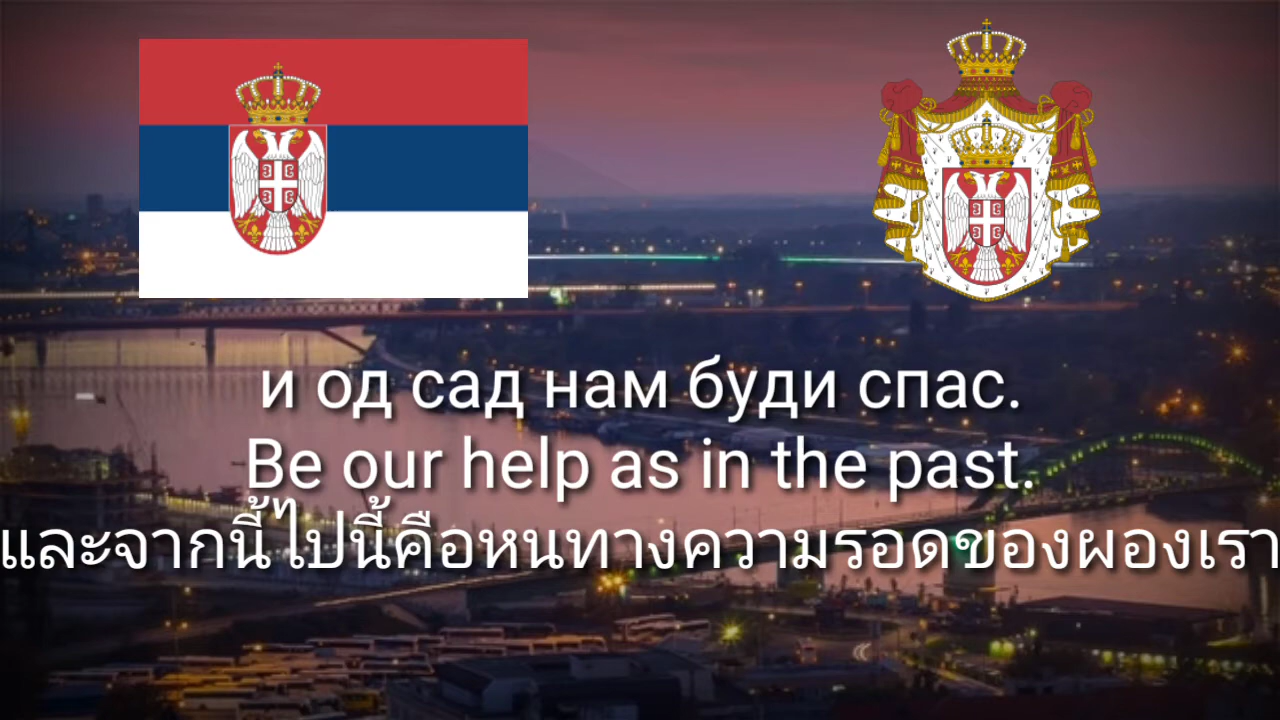 и од сад нам буди спас.
Be our help as in the past.
และจากนี้ไปนี้คือหนทางความรอดของผองเรา